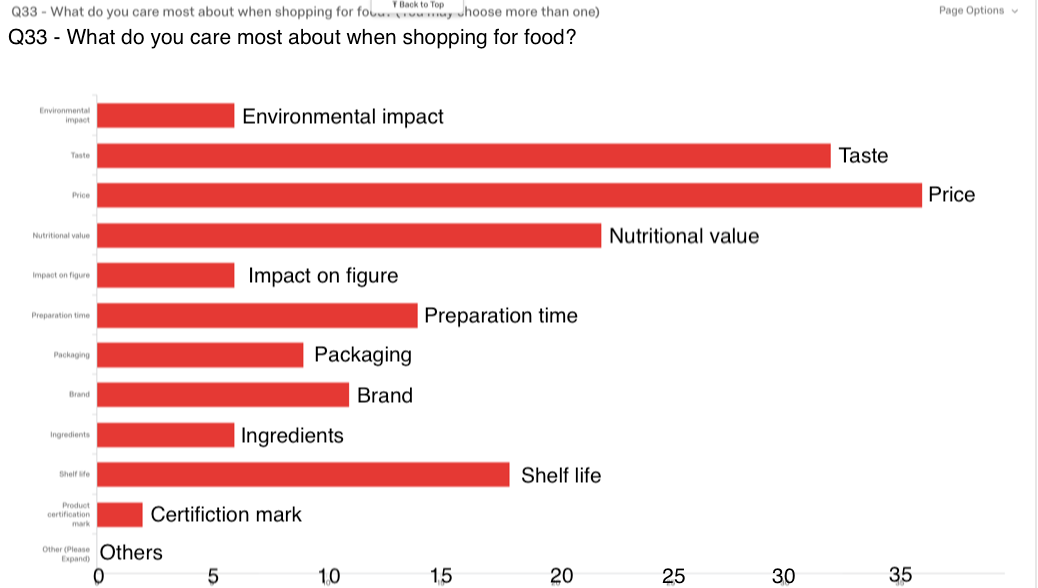 Q33 - What do you care most about when shopping for food? (You may choose more than one)
Back to Top
Page Options
Q33 - What do you care most about when shopping for food?
Environmental
impact
Environmental impact
Taste
Taste
Price
Price
Nutritional value
Nutritional value
Impact on figure
Impact on figure
Preparation time
Preparation time
Packaging
Packaging
Brand
Brand
Ingredients
Ingredients
Shelf life
Shelf life
Product
certification
mark
Certifiction mark
Other (Please
Expand)
Others
0 5 10 15 20 25 30 35